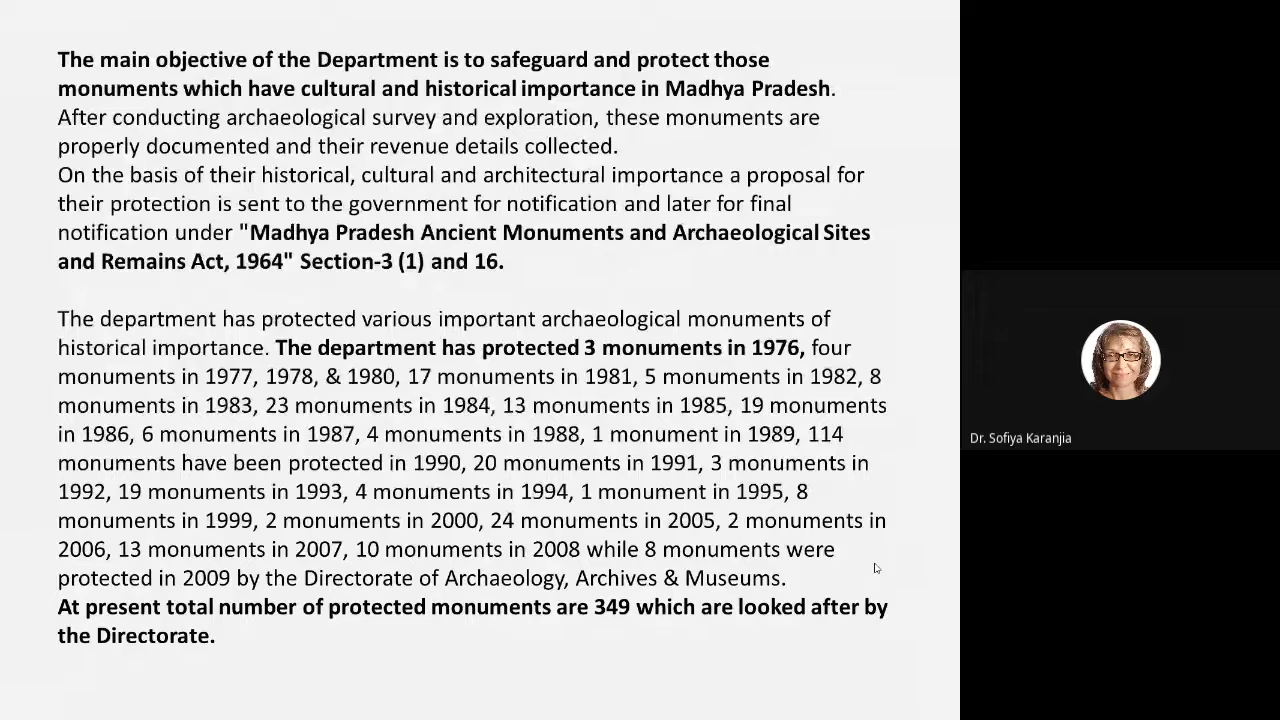 The main objective of the Department is to safeguard and protect those
monuments which have cultural and historical importance in Madhya Pradesh.
After conducting archaeological survey and exploration, these monuments are
properly documented and their revenue details collected.
On the basis of their historical, cultural and architectural importance a proposal for
their protection is sent to the government for notification and later for final
notification under "Madhya Pradesh Ancient Monuments and Archaeological Sites
and Remains Act, 1964" Section-3 (1) and 16.
The department has protected various important archaeological monuments of
historical importance. The department has protected 3 monuments in 1976, four
monuments in 1977, 1978, & 1980, 17 monuments in 1981, 5 monuments in 1982, 8
monuments in 1983, 23 monuments in 1984, 13 monuments in 1985, 19 monuments
in 1986, 6 monuments in 1987, 4 monuments in 1988, 1 monument in 1989, 114
monuments have been protected in 1990, 20 monuments in 1991, 3 monuments in
1992, 19 monuments in 1993, 4 monuments in 1994, 1 monument in 1995, 8
monuments in 1999, 2 monuments in 2000, 24 monuments in 2005, 2 monuments in
2006, 13 monuments in 2007, 10 monuments in 2008 while 8 monuments were
protected in 2009 by the Directorate of Archaeology, Archives & Museums.
At present total number of protected monuments are 349 which are looked after by
the Directorate.
Dr. Sofiya Karanjia